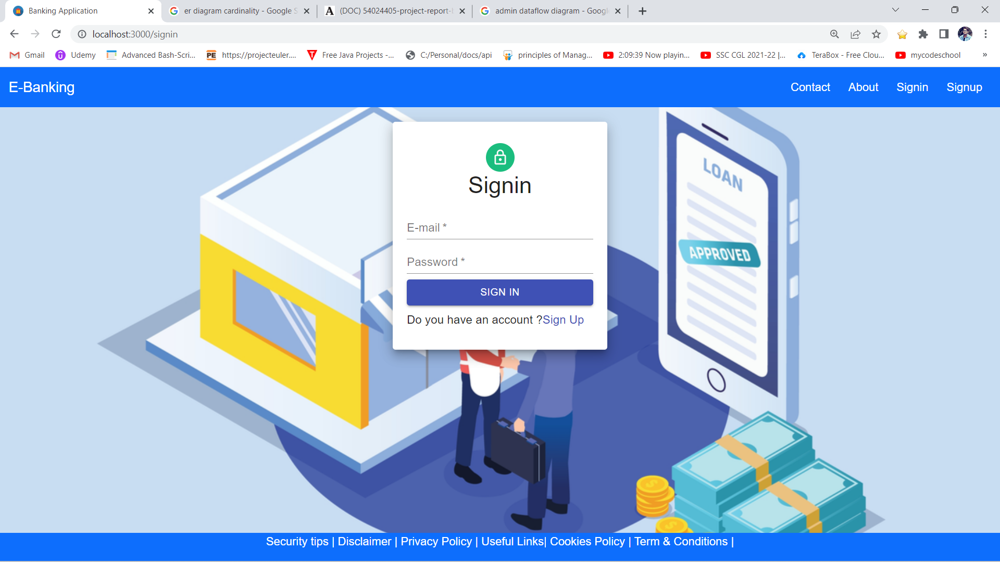 Banking Application
er diagram cardinality - Google S
(DOC) 54024405-project-report-b
admin dataflow diagram - Google
localhost:3000/signin
Gmail
Udemy
Advanced Bash-Scri...
PE https://projecteuler....
Free Java Projects -...
C:/Personal/docs/api
principles of Manag...
2:09:39 Now playin...
SSC CGL 2021-22 |...
TeraBox - Free Clou...
mycodeschool
»
E-Banking
Contact
About
Signin
Signup
LOAN
APPROVED
Signin
E-mail *
Password *
SIGN IN
Do you have an account ?Sign Up
Security tips | Disclaimer | Privacy Policy | Useful Links| Cookies Policy | Term & Conditions |